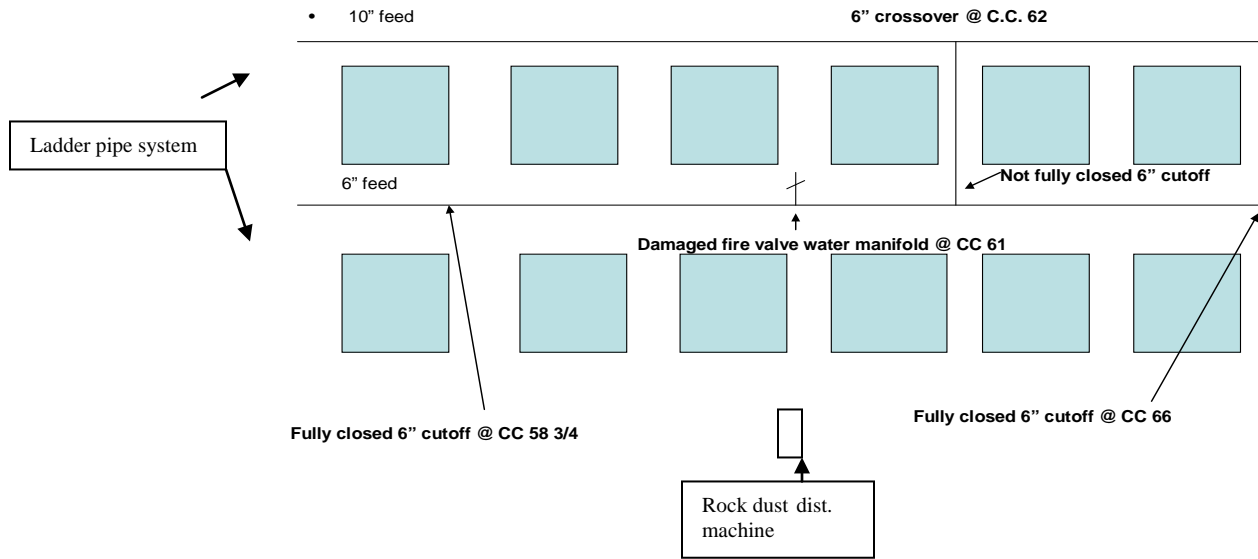 • 10” feed
6” crossover @ C.C. 62
Ladder pipe system
6” feed
Not fully closed 6” cutoff
Damaged fire valve water manifold @ CC 61
Fully closed 6” cutoff @ CC 66
Fully closed 6” cutoff @ CC 58 3/4
Rock dust dist.
machine